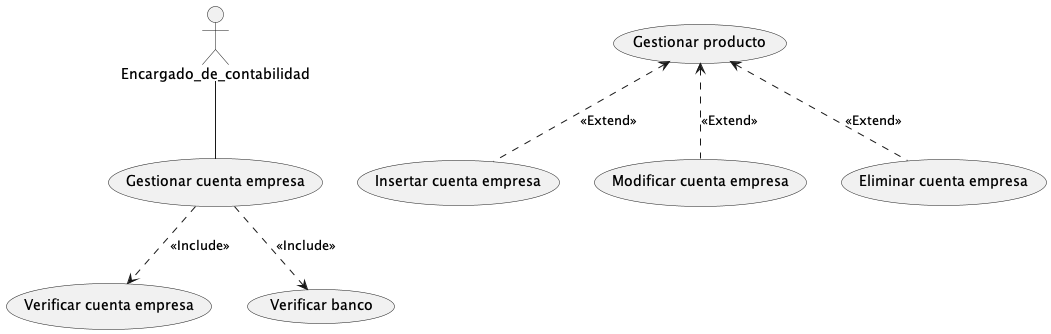 Gestionar producto
Encargado_de_contabilidad
«Extend»
«Extend»
«Extend»
Gestionar cuenta empresa
Insertar cuenta empresa
Modificar cuenta empresa
Eliminar cuenta empresa
«Include»
«Include»
Verificar cuenta empresa
Verificar banco